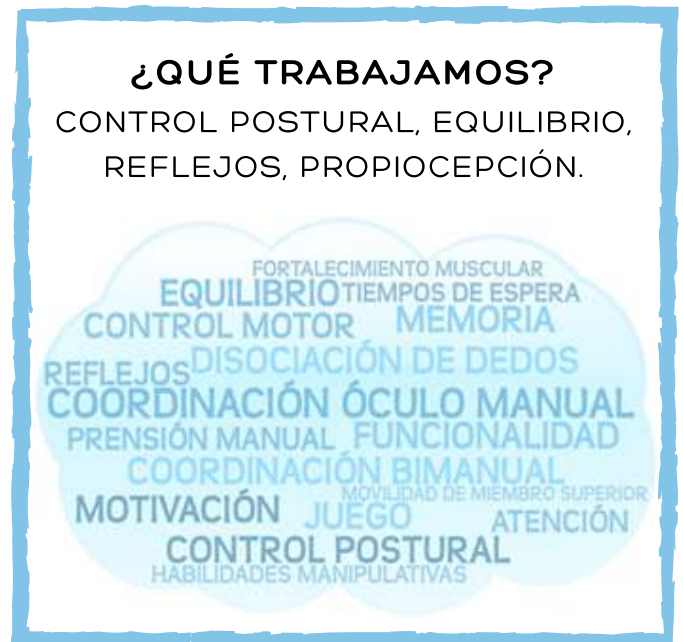 ¿QUÉ TRABAJAMOS?
CONTROL POSTURAL, EQUILIBRIO,
REFLEJOS, PROPIOCEPCIÓN.
FORTALECIMIENTO MUSCULAR
EQUILIBRIO TIEMPOS DE ESPERA
CONTROL MOTOR MEMORIA
REFLEJOS DISOCIACIÓN DE DEDOS
COORDINACIÓN ÓCULO MANUAL
PRENSIÓN MANUAL FUNCIONALIDAD
COORDINACIÓN BIMANUAL
MOVILIDAD DE MIEMBRO SUPERIOR
MOTIVACIÓN JUEGO ATENCIÓN
CONTROL POSTURAL
HABILIDADES MANIPULATIVAS